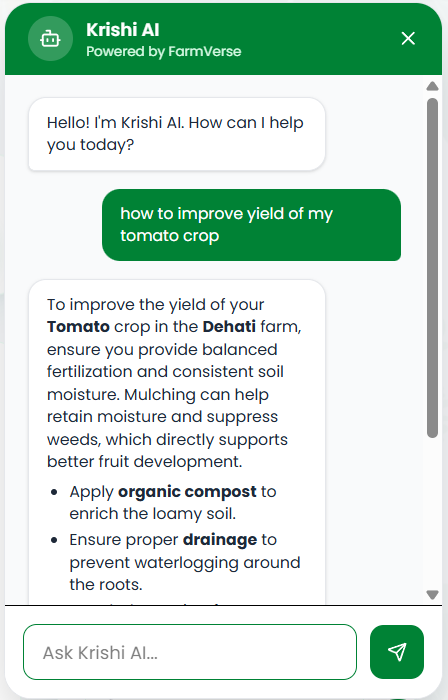 Krishi AI
Powered by FarmVerse
Hello! I'm Krishi AI. How can I help
you today?
how to improve yield of my
tomato crop
To improve the yield of your
Tomato crop in the Dehati farm,
ensure you provide balanced
fertilization and consistent soil
moisture. Mulching can help
retain moisture and suppress
weeds, which directly supports
better fruit development.
• Apply organic compost to
enrich the loamy soil.
• Ensure proper drainage to
prevent waterlogging around
the roots.
Ask Krishi AI...